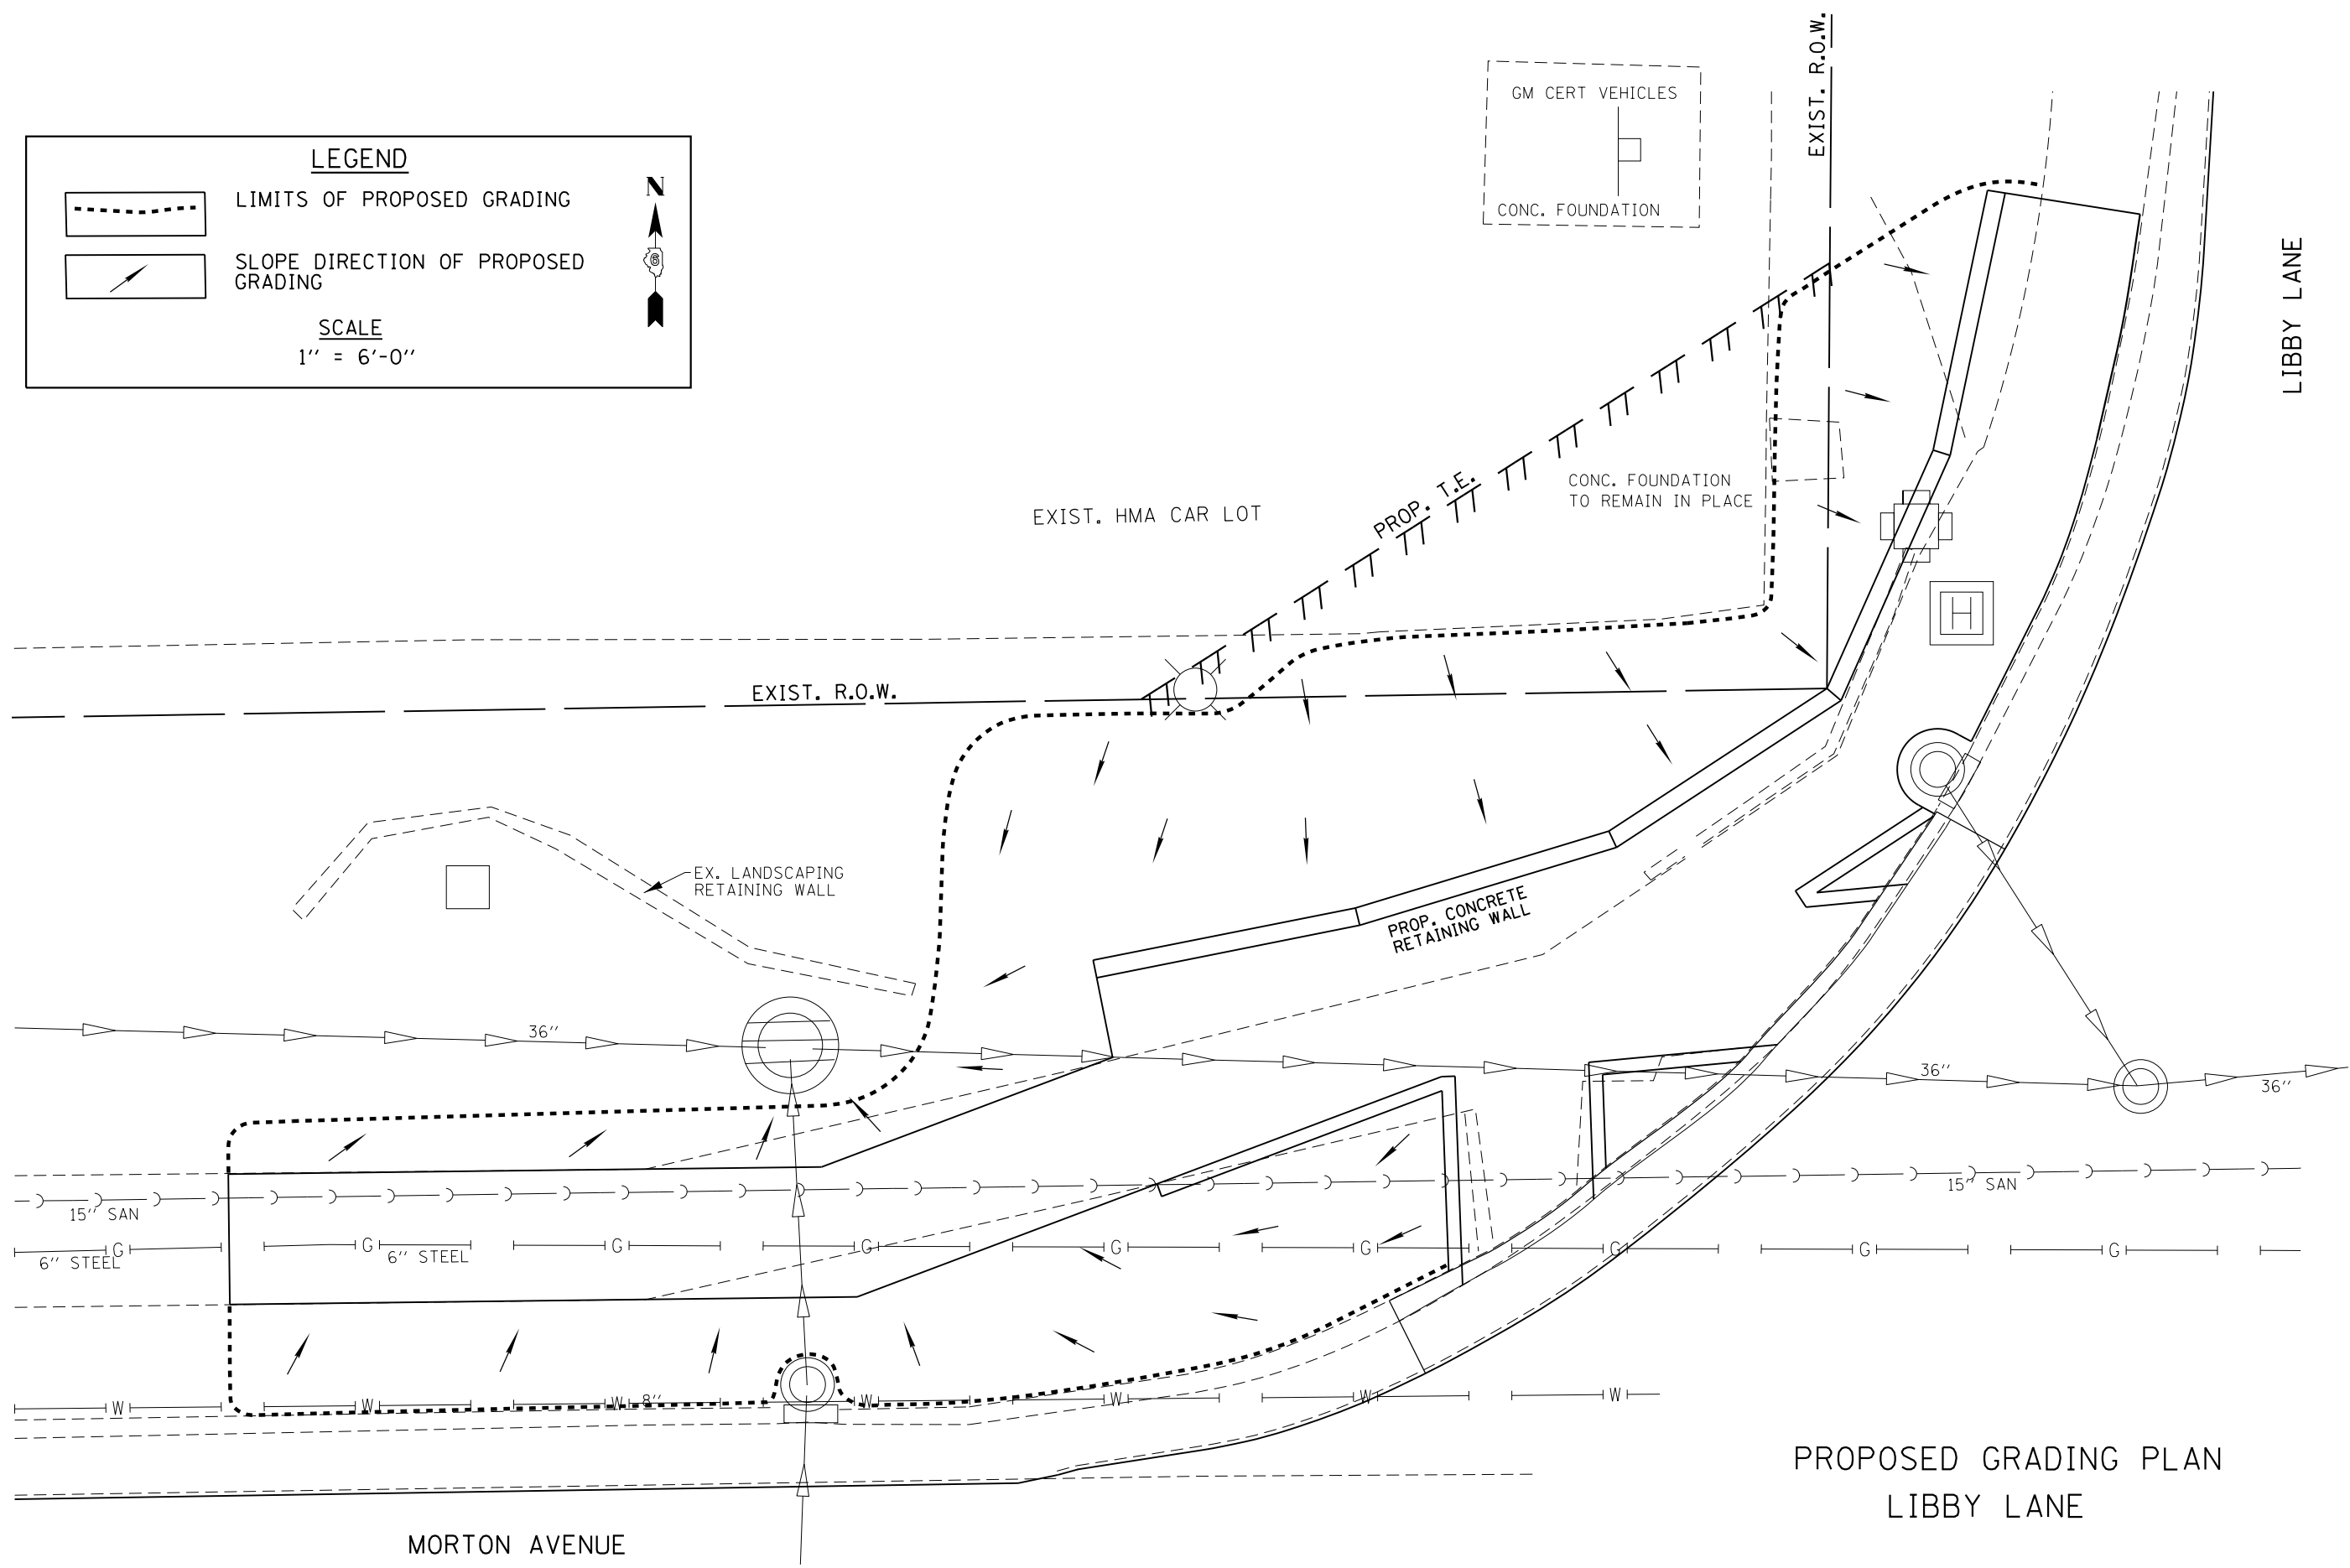 EXIST. R.O.W.
GM CERT VEHICLES
CONC. FOUNDATION
LEGEND
LIMITS OF PROPOSED GRADING
N
6
SLOPE DIRECTION OF PROPOSED
GRADING
SCALE
1'' = 6'-0''
LIBBY LANE
EXIST. HMA CAR LOT
PROP. T.E.
CONC. FOUNDATION
TO REMAIN IN PLACE
H
EXIST. R.O.W.
EX. LANDSCAPING
RETAINING WALL
PROP. CONCRETE
RETAINING WALL
36''
36''
36''
15'' SAN
15'' SAN
G G G G G G G G G
6'' STEEL
6'' STEEL
W W W 8'' W W W W
PROPOSED GRADING PLAN
LIBBY LANE
MORTON AVENUE